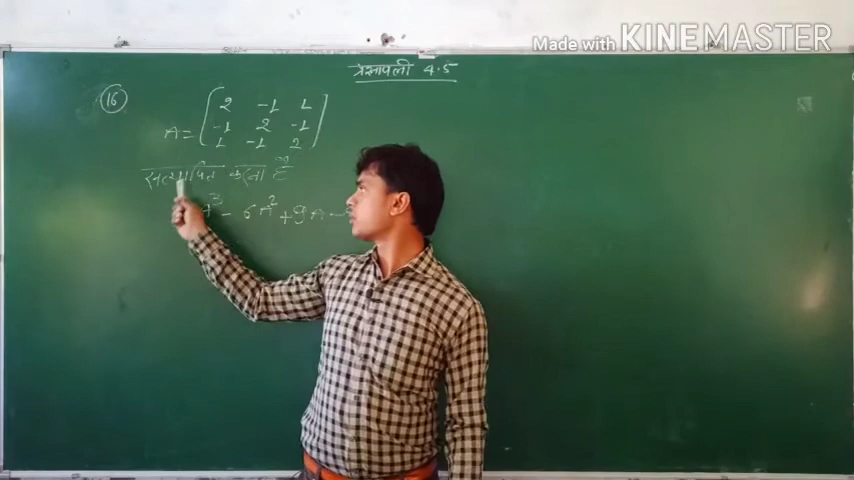 Made with KINEMASTER
प्रश्नावली 4.5
16
2 -1 1
A= -1 2 -1
1 -1 2
सत्यापित करना है
A³ - 6A² + 9A -